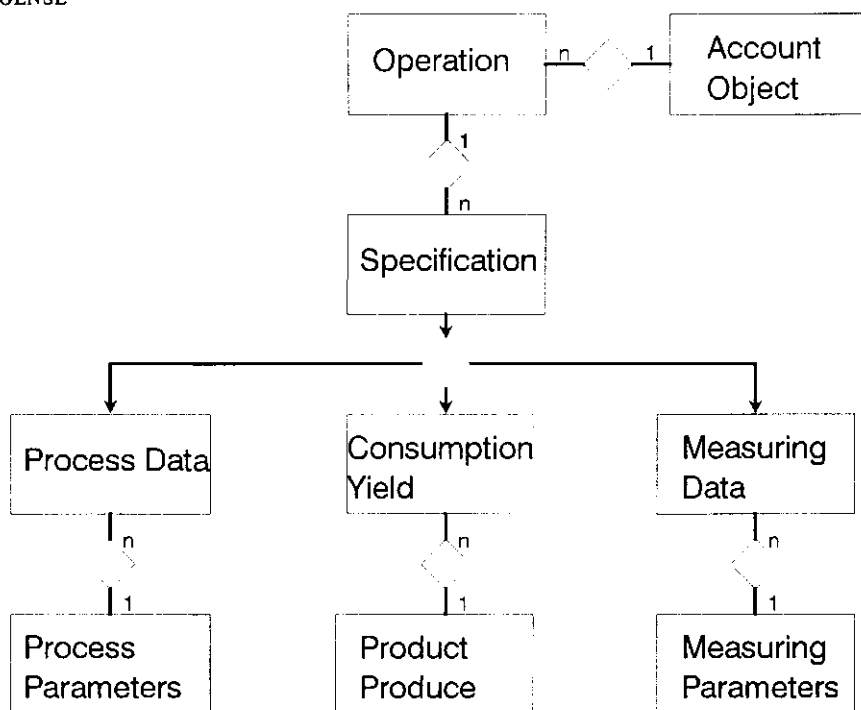 Operation
n
1
Account
Object
1
n
Specification
Process Data
Consumption
Yield
Measuring
Data
n
n
n
1
1
1
Process
Parameters
Product
Produce
Measuring
Parameters